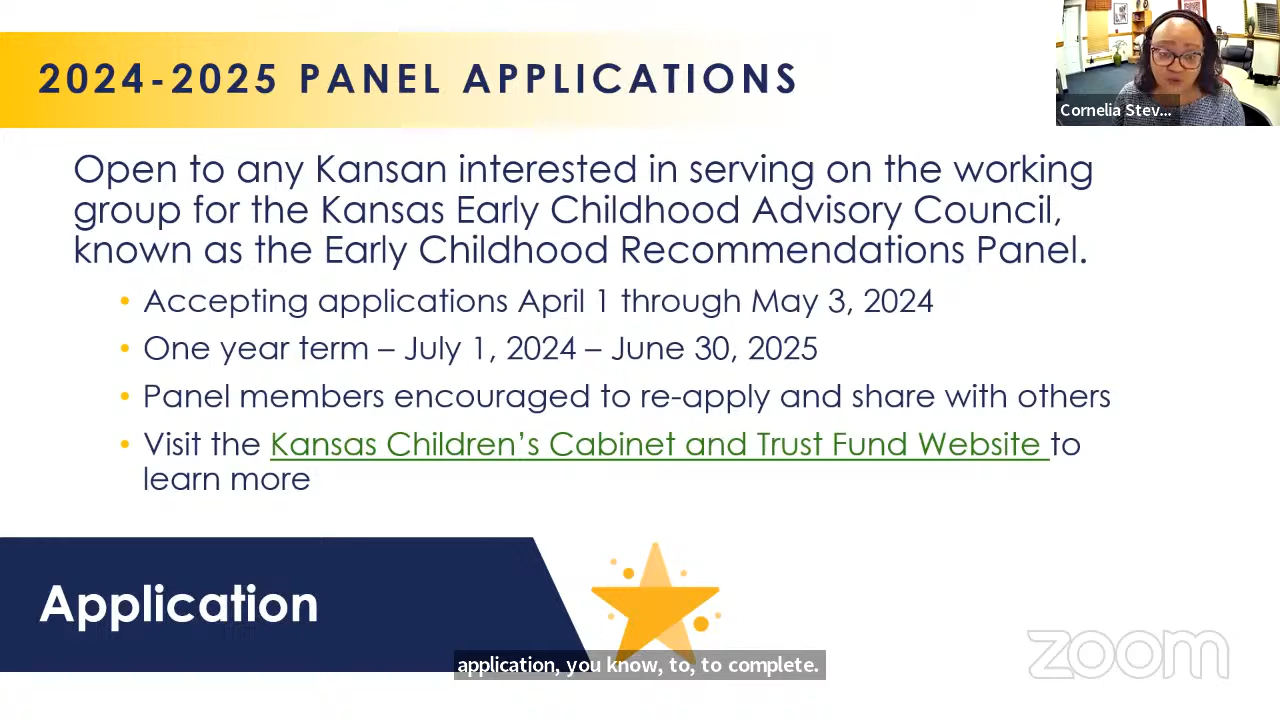 2024-2025 PANEL APPLICATIONS
Cornelia Stev...
Open to any Kansan interested in serving on the working
group for the Kansas Early Childhood Advisory Council,
known as the Early Childhood Recommendations Panel.
• Accepting applications April 1 through May 3, 2024
• One year term – July 1, 2024 – June 30, 2025
• Panel members encouraged to re-apply and share with others
• Visit the Kansas Children’s Cabinet and Trust Fund Website to
learn more
Application
application, you know, to, to complete.
zoom